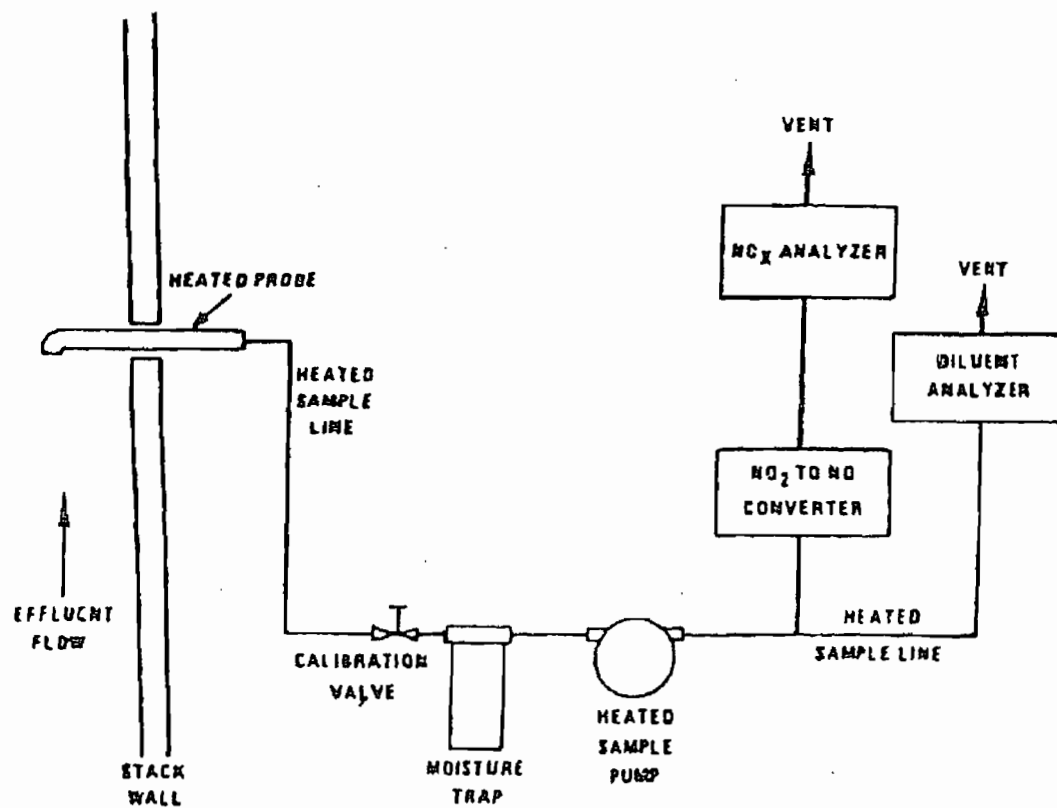 VENT
NOX ANALYZER
VENT
HEATED PROBE
DILUENT
ANALYZER
HEATED
SAMPLE
LINE
NO2 TO NO
CONVERTER
EFFLUENT
FLOW
HEATED
SAMPLE LINE
CALIBRATION
VALVE
HEATED
SAMPLE
PUMP
MOISTURE
TRAP
STACK
WALL